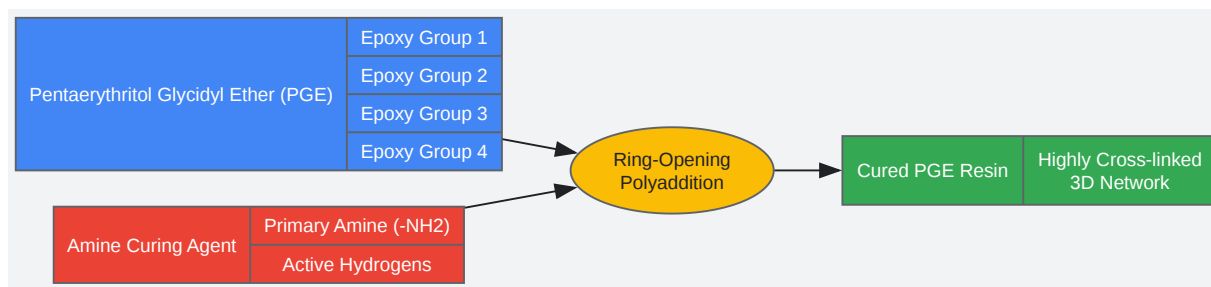 Pentaerythritol Glycidyl Ether (PGE)
Epoxy Group 1
Epoxy Group 2
Epoxy Group 3
Epoxy Group 4
Amine Curing Agent
Primary Amine (-NH2)
Active Hydrogens
Ring-Opening
Polyaddition
Cured PGE Resin
Highly Cross-linked
3D Network